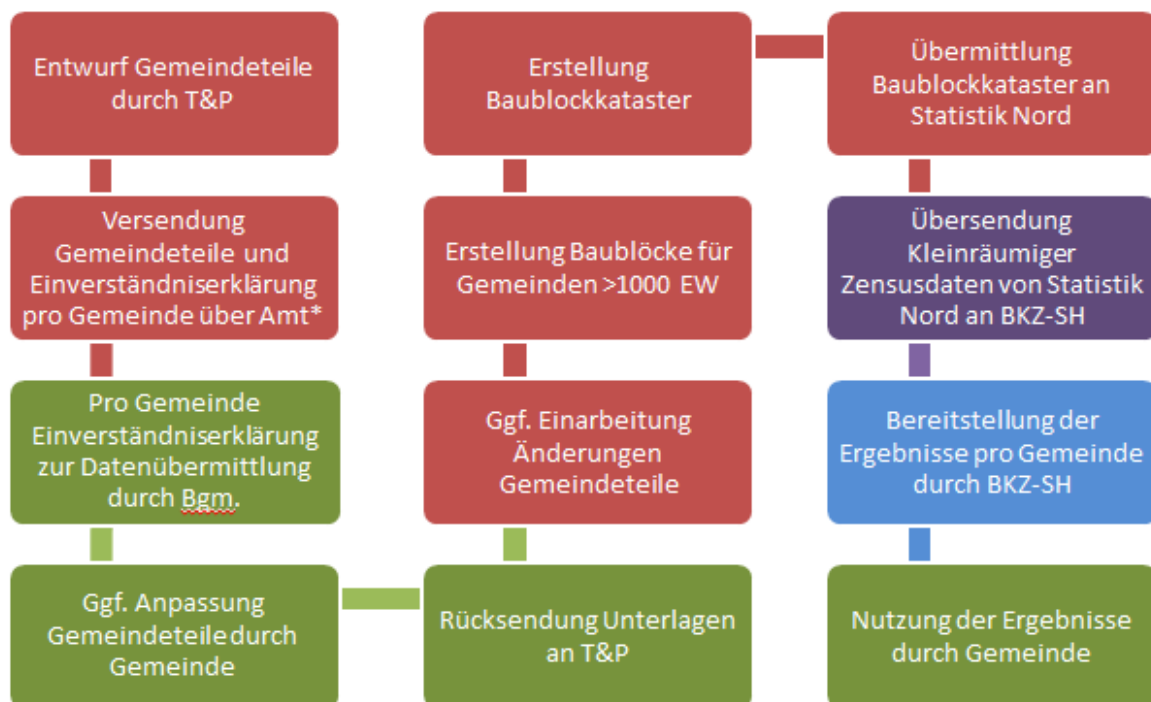 Entwurf Gemeindeteile
durch T&P
Versendung
Gemeindeteile und
Einverständniserklärung
pro Gemeinde über Amt*
Pro Gemeinde
Einverständniserklärung
zur Datenübermittlung
durch Bgm.
Ggf. Anpassung
Gemeindeteile durch
Gemeinde
Rücksendung Unterlagen
an T&P
Ggf. Einarbeitung
Änderungen
Gemeindeteile
Erstellung Baublöcke für
Gemeinden >1000 EW
Erstellung
Baublockkataster
Übermittlung
Baublockkataster an
Statistik Nord
Übersendung
Kleinräumiger
Zensusdaten von Statistik
Nord an BKZ-SH
Bereitstellung der
Ergebnisse pro Gemeinde
durch BKZ-SH
Nutzung der Ergebnisse
durch Gemeinde